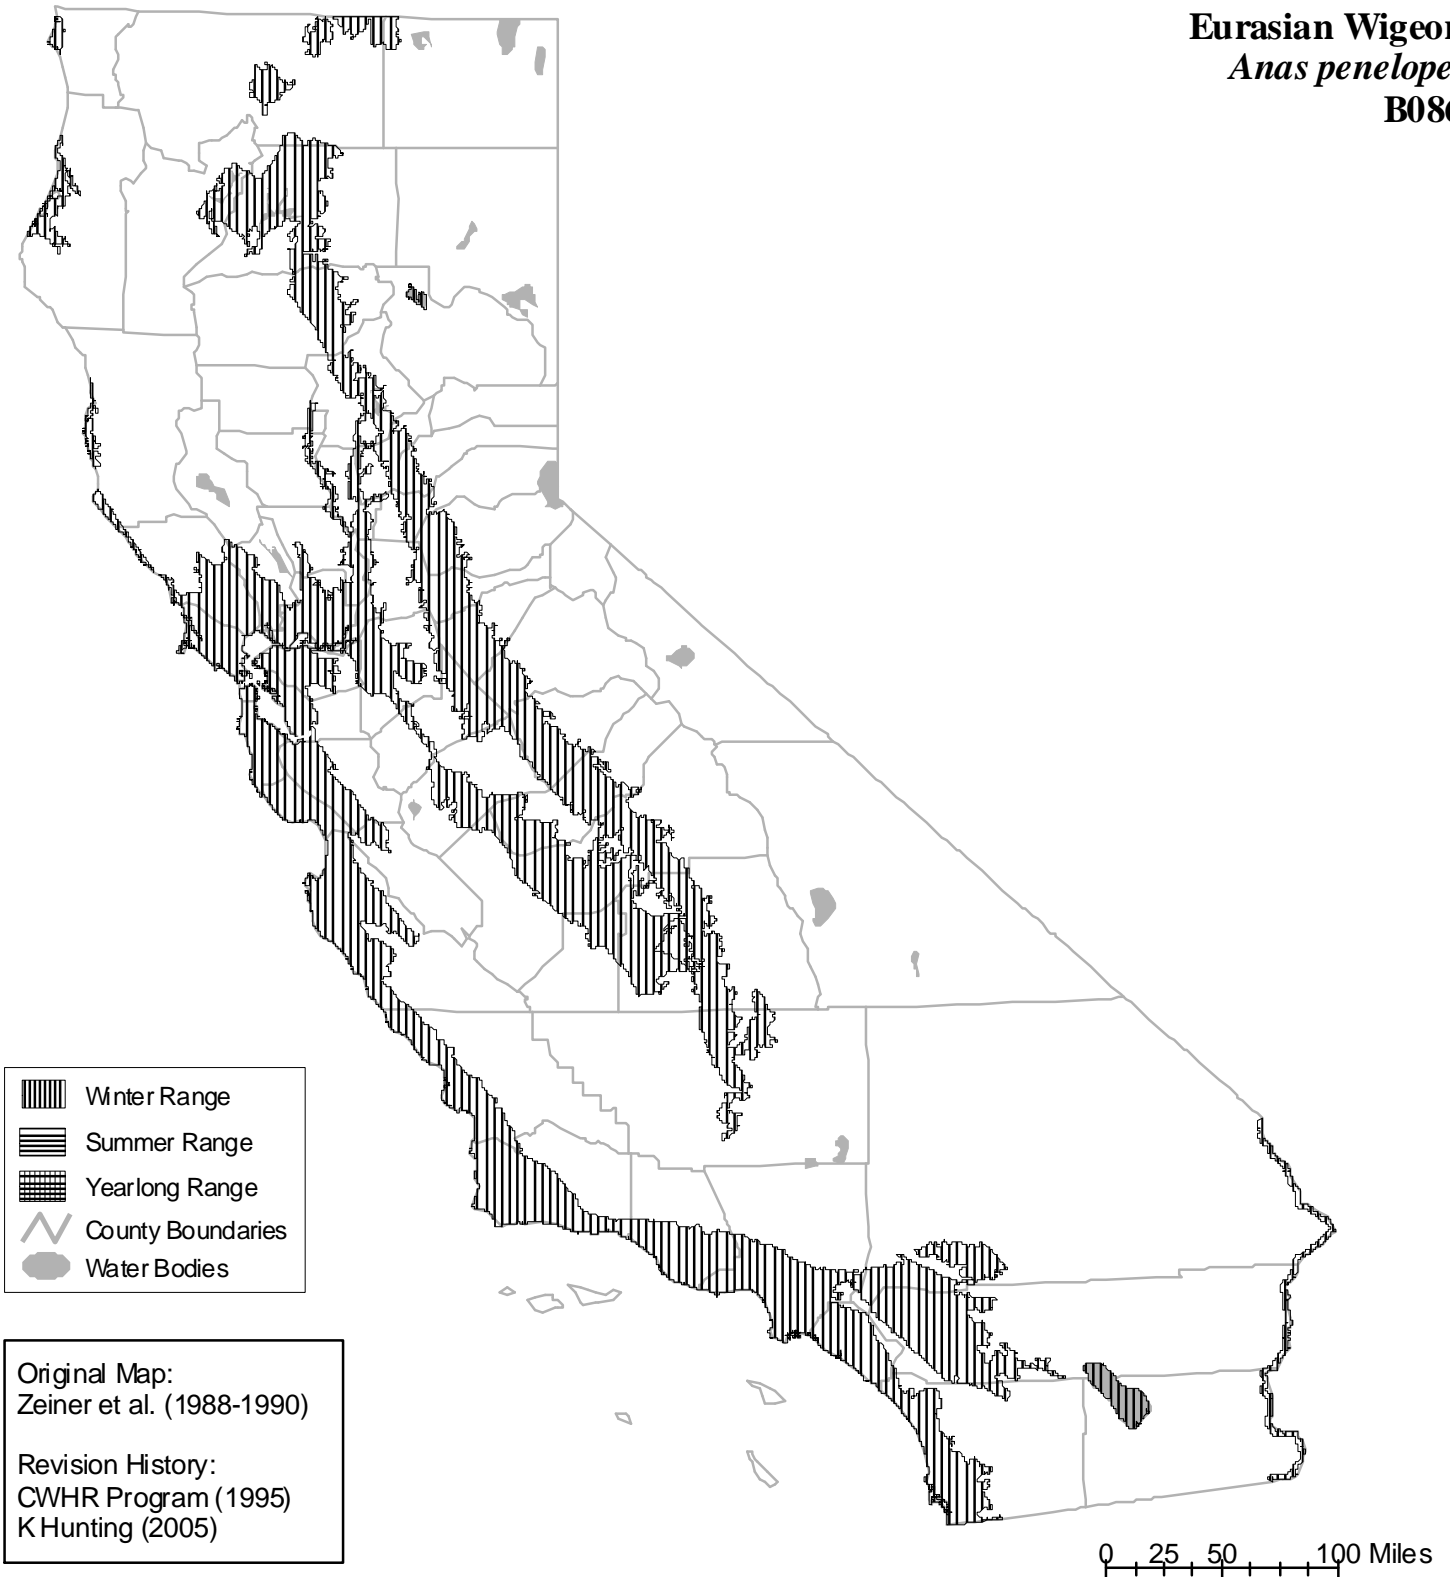 Eurasian Wigeon
Anas penelope
B086
Winter Range
Summer Range
Yearlong Range
County Boundaries
Water Bodies
Original Map:
Zeiner et al. (1988-1990)
Revision History:
CWHR Program (1995)
K Hunting (2005)
0 25 50 100 Miles